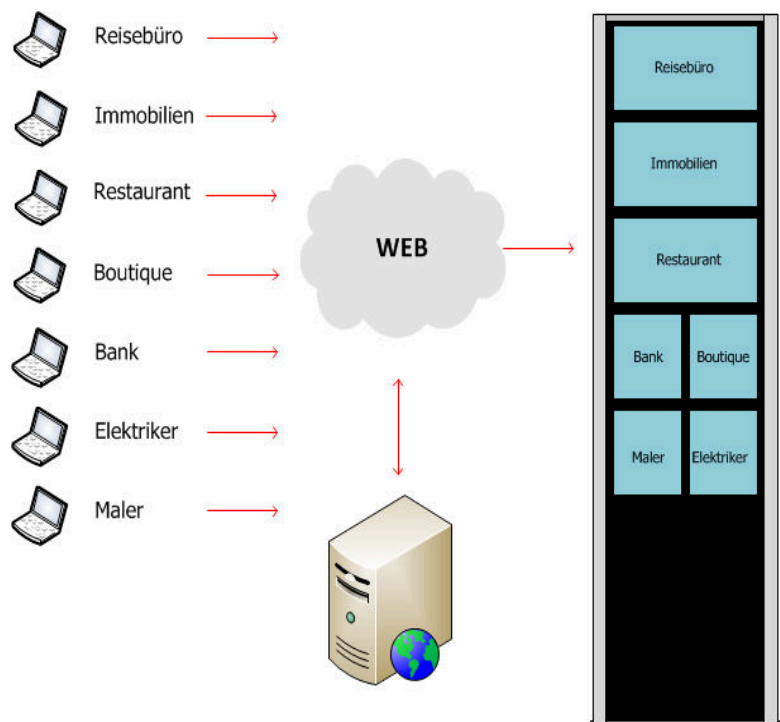 Reisebüro
Immobilien
Restaurant
Boutique
Bank
Elektriker
Maler
WEB
Reisebüro
Immobilien
Restaurant
Bank Boutique
Maler Elektriker